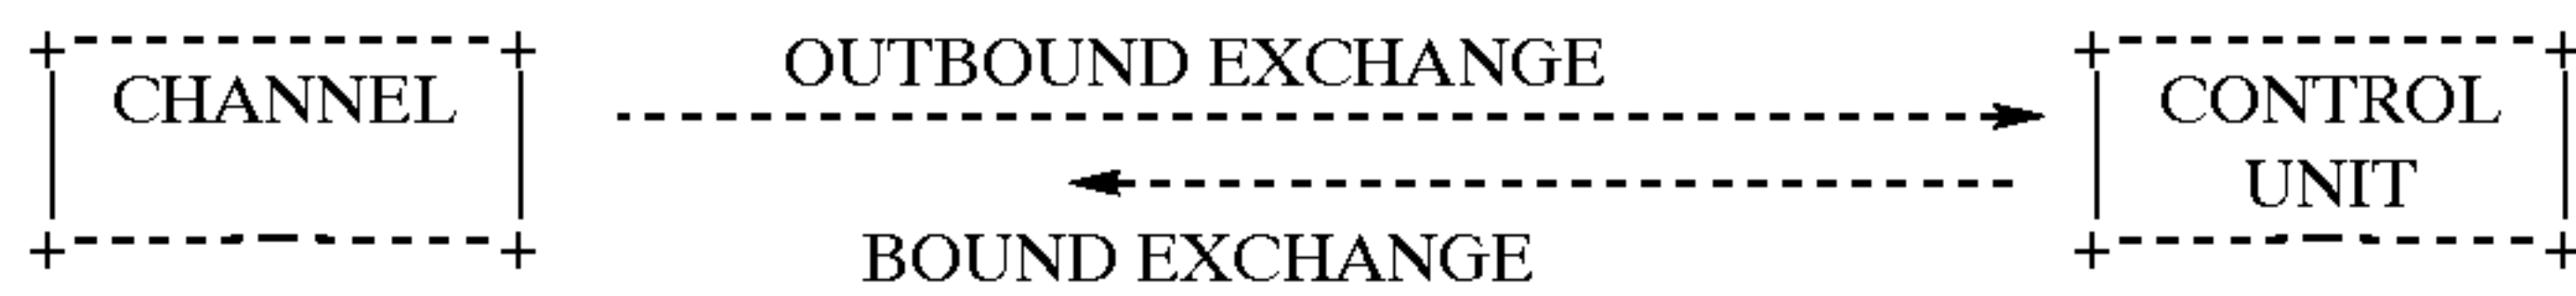 CHANNEL
OUTBOUND EXCHANGE
BOUND EXCHANGE
CONTROL
UNIT